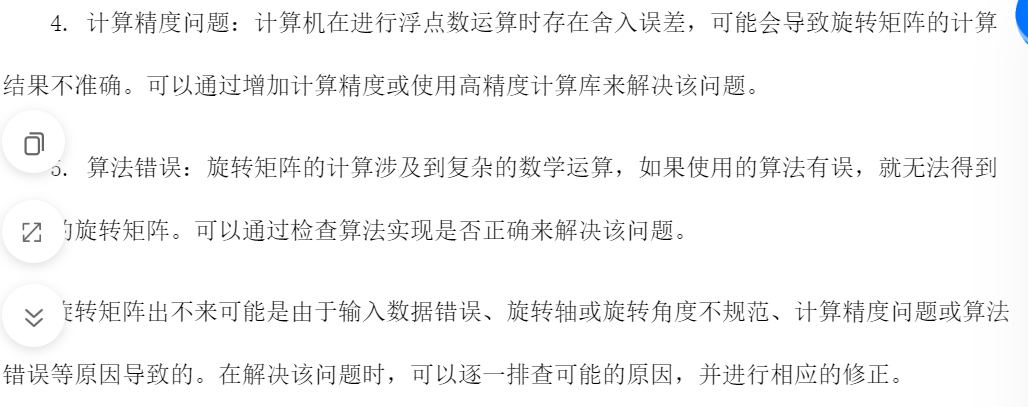 4. 计算精度问题：计算机在进行浮点数运算时存在舍入误差，可能会导致旋转矩阵的计算
结果不准确。可以通过增加计算精度或使用高精度计算库来解决该问题。
5. 算法错误：旋转矩阵的计算涉及到复杂的数学运算，如果使用的算法有误，就无法得到
的旋转矩阵。可以通过检查算法实现是否正确来解决该问题。
旋转矩阵出不来可能是由于输入数据错误、旋转轴或旋转角度不规范、计算精度问题或算法
错误等原因导致的。在解决该问题时，可以逐一排查可能的原因，并进行相应的修正。